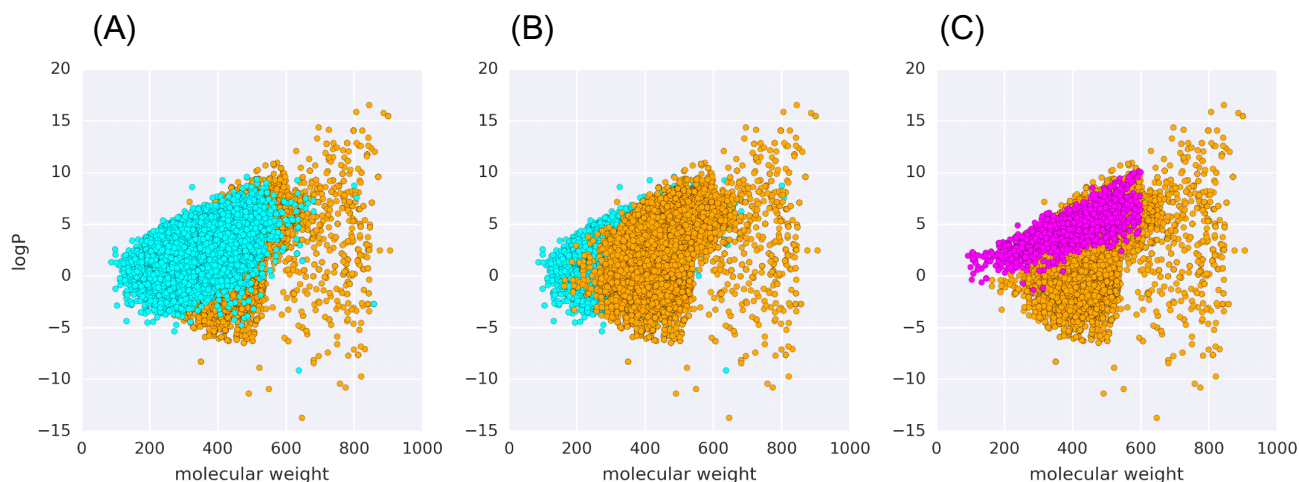 (A) (B) (C)
20 20 20
15 15 15
10 10 10
logP 5 5 5
0 0 0
−5 −5 −5
−10 −10 −10
−15 −15 −15
0 200 400 600 800 1000 0 200 400 600 800 1000 0 200 400 600 800 1000
molecular weight molecular weight molecular weight